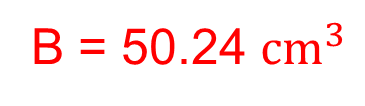 B = 50.24 cm³